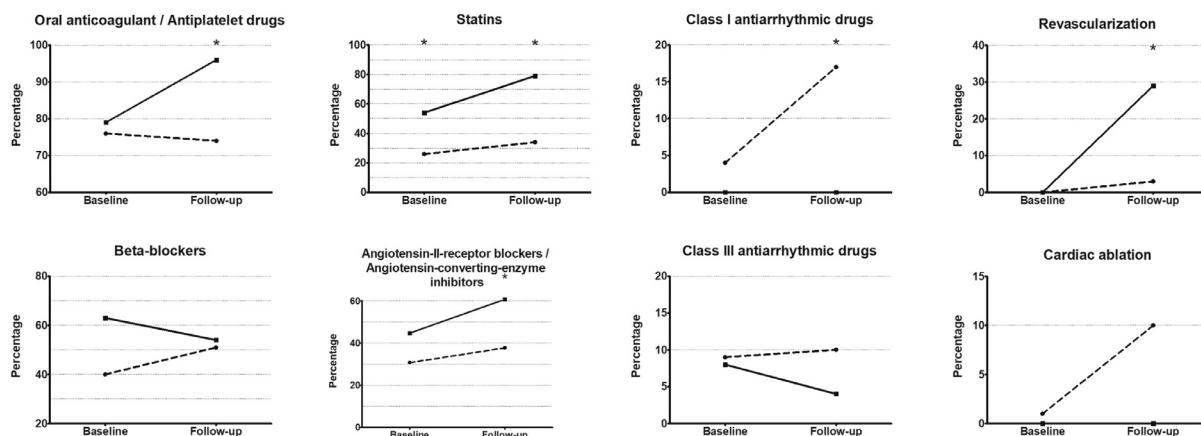 Oral anticoagulant / Antiplatelet drugs
*
Percentage
100
90
80
70
60
Baseline
Follow-up
Statins
*
*
Percentage
100
80
60
40
20
0
Baseline
Follow-up
Class I antiarrhythmic drugs
*
Percentage
20
15
10
5
0
Baseline
Follow-up
Revascularization
*
Percentage
40
30
20
10
0
Baseline
Follow-up
Beta-blockers
Percentage
80
60
40
20
Baseline
Follow-up
Angiotensin-II-receptor blockers /
Angiotensin-converting-enzyme
inhibitors
*
Percentage
60
40
20
0
Baseline
Follow-up
Class III antiarrhythmic drugs
Percentage
20
15
10
5
0
Baseline
Follow-up
Cardiac ablation
Percentage
15
10
5
0
Baseline
Follow-up